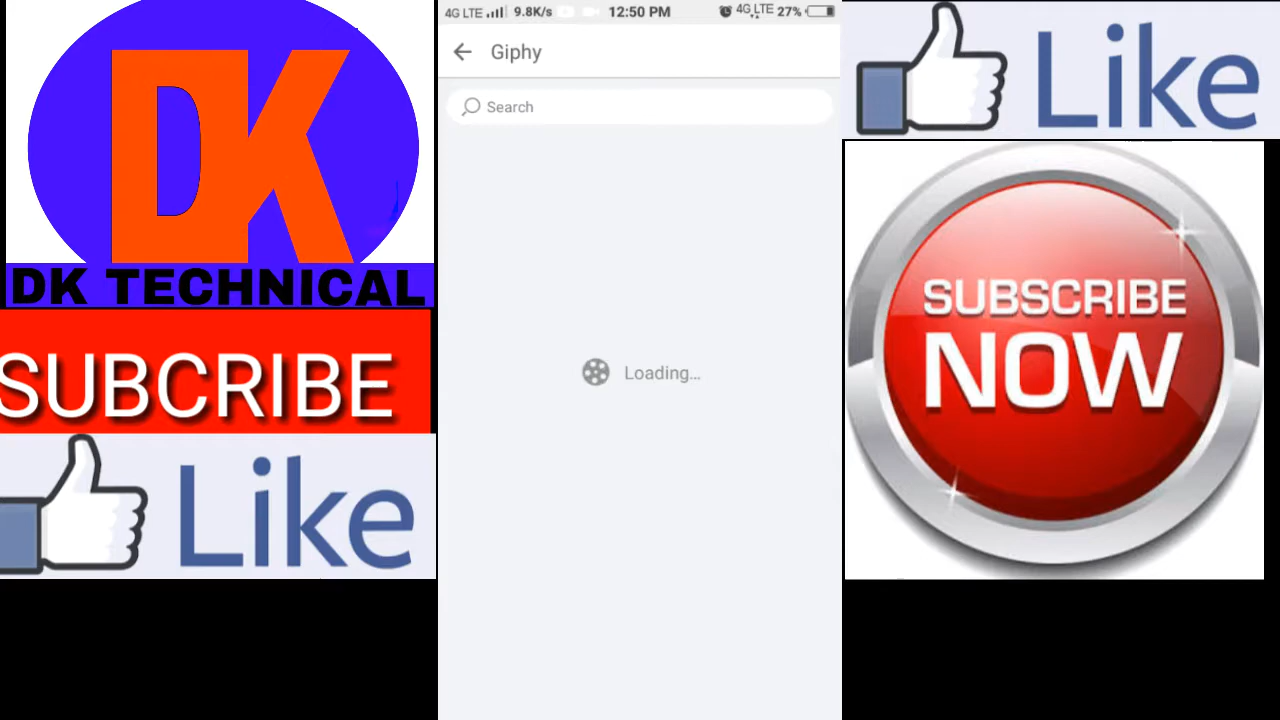 DK
DK TECHNICAL
SUBCRIBE
Like
4G LTE 9.8K/s 12:50 PM 4G LTE 27%
Giphy
Search
Loading...
Like
SUBSCRIBE
NOW